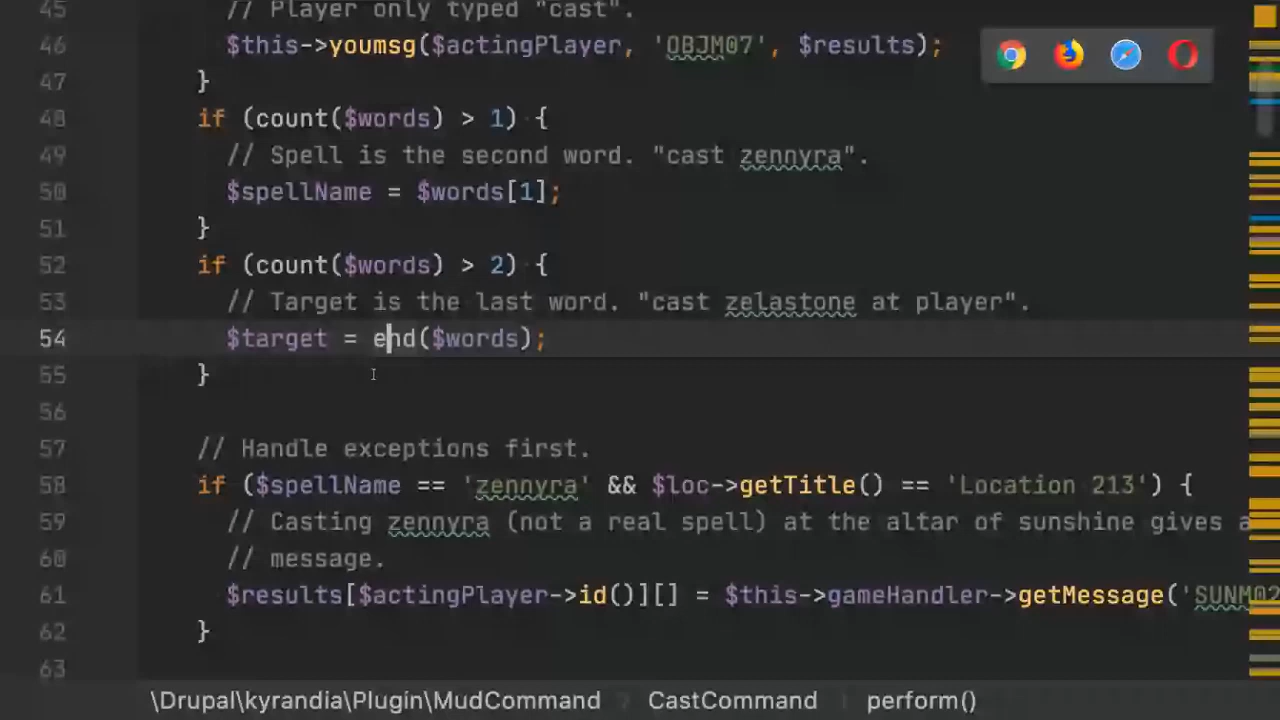 45 // Player only typed "cast".
46 $this->youmsg($actingPlayer, 'OBJM07', $results);
47 }
48 if (count($words) > 1) {
49 // Spell is the second word. "cast zennyra".
50 $spellName = $words[1];
51 }
52 if (count($words) > 2) {
53 // Target is the last word. "cast zelastone at player".
54 $target = end($words);
55 }
56
57 // Handle exceptions first.
58 if ($spellName == 'zennyra' && $loc->getTitle() == 'Location 213') {
59 // Casting zennyra (not a real spell) at the altar of sunshine gives a
60 // message.
61 $results[$actingPlayer->id()][] = $this->gameHandler->getMessage('SUNM02
62 }
63
\Drupal\kyrandia\Plugin\MudCommand CastCommand perform()